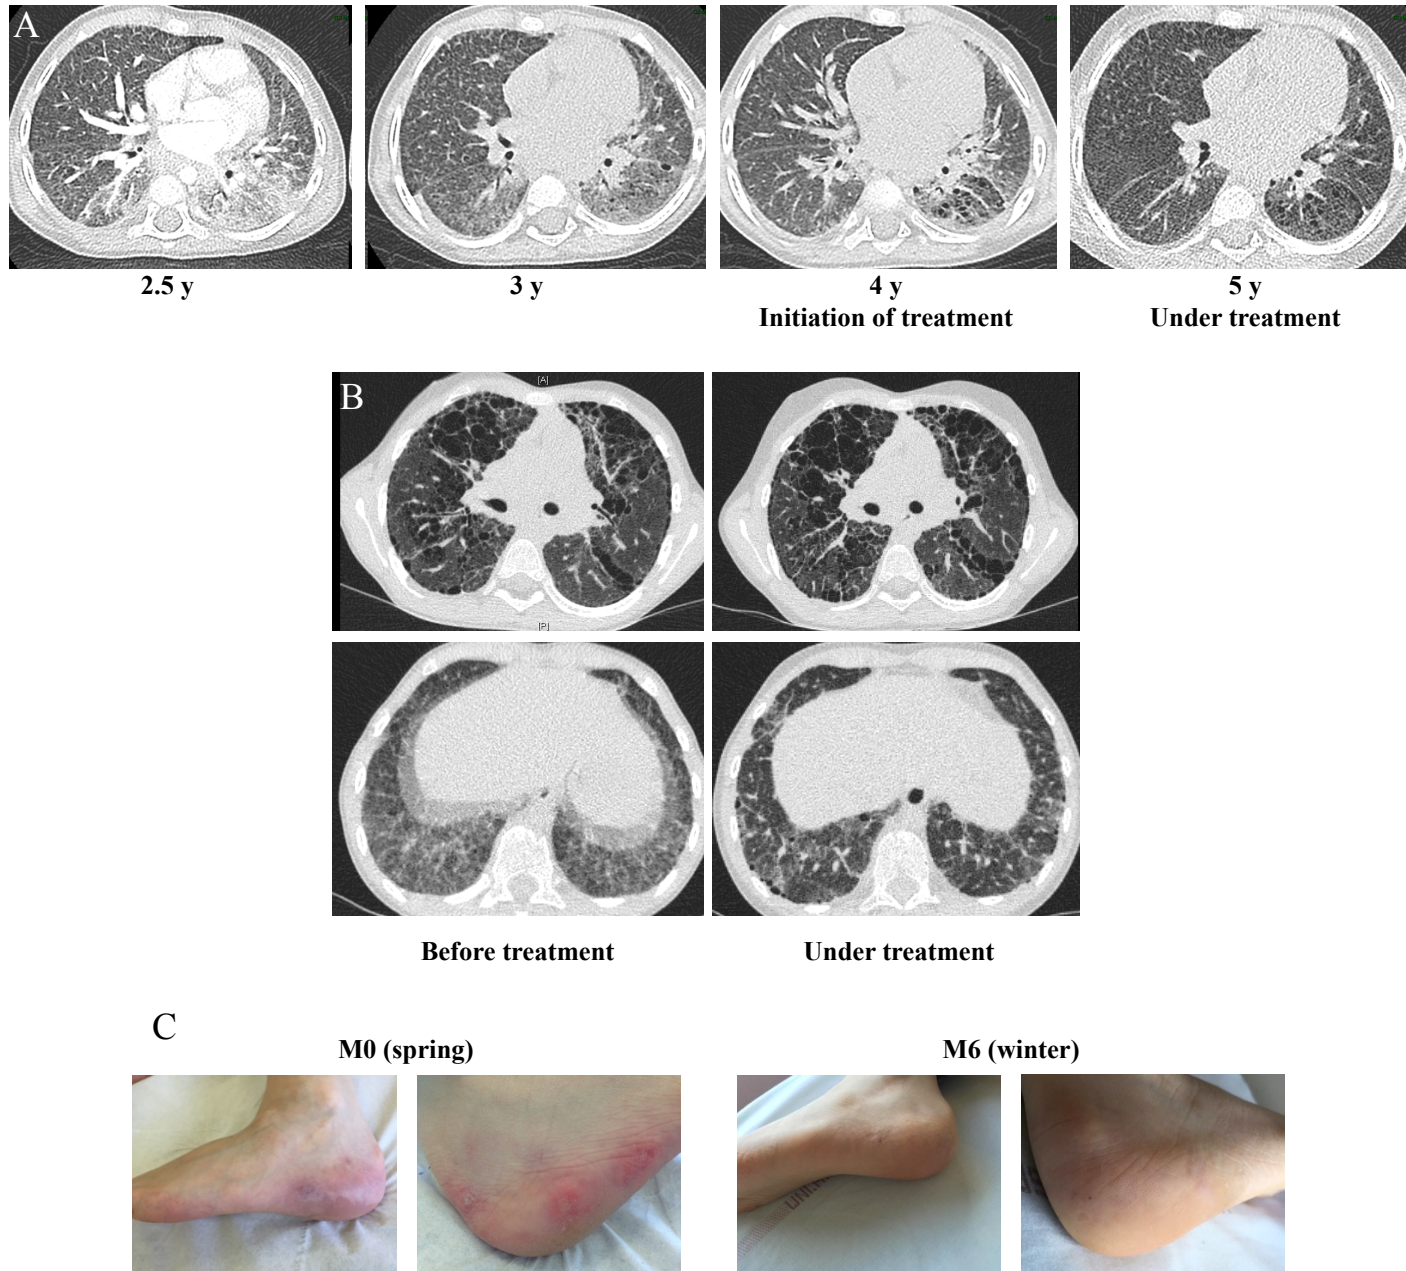 A
2.5 y
3 y
4 y
5 y
Initiation of treatment
Under treatment
B
[A]
[P]
Before treatment
Under treatment
C
M0 (spring)
M6 (winter)